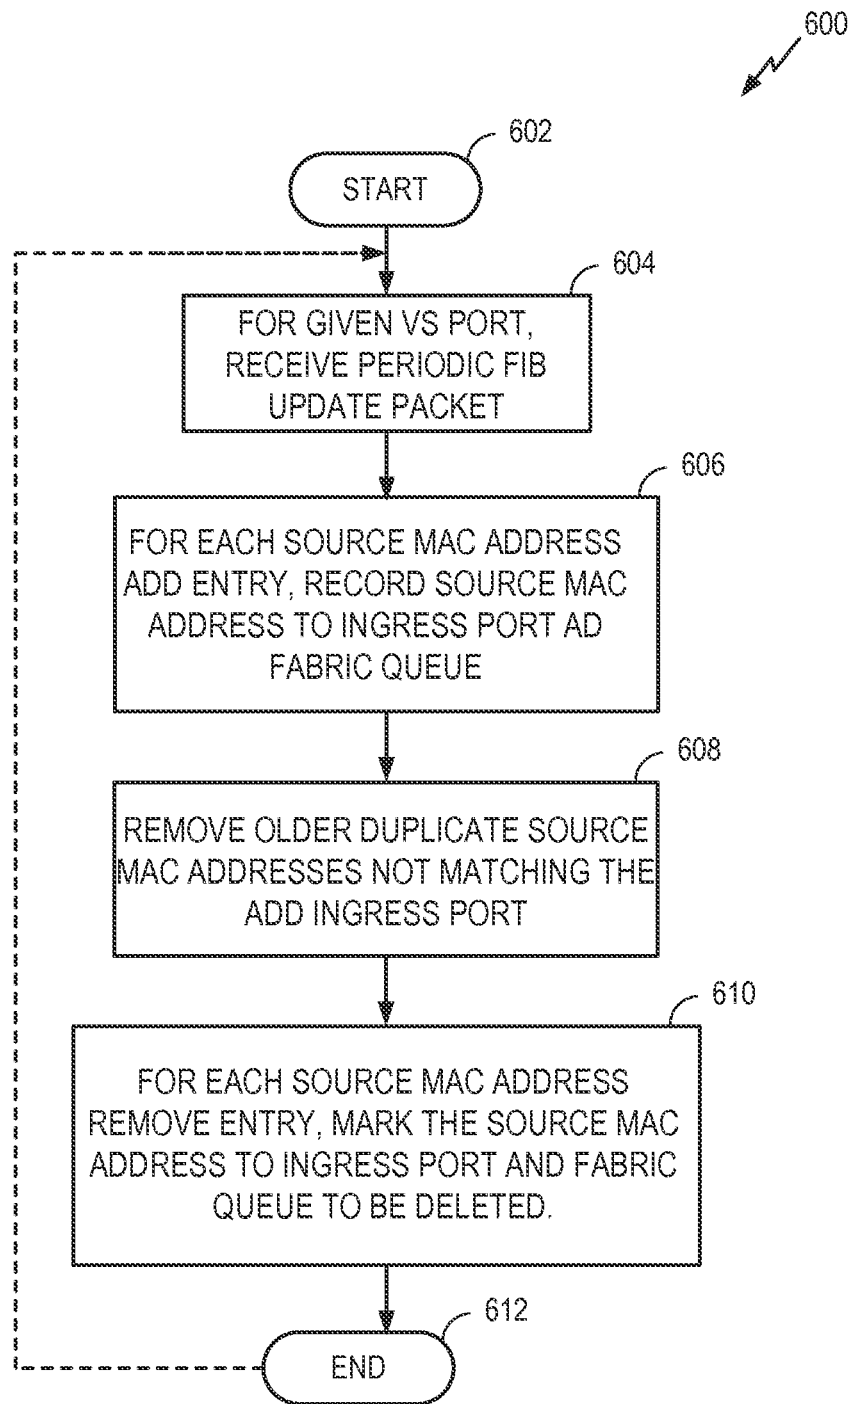 600
602
START
604
FOR GIVEN VS PORT,
RECEIVE PERIODIC FIB
UPDATE PACKET
606
FOR EACH SOURCE MAC ADDRESS
ADD ENTRY, RECORD SOURCE MAC
ADDRESS TO INGRESS PORT AD
FABRIC QUEUE
608
REMOVE OLDER DUPLICATE SOURCE
MAC ADDRESSES NOT MATCHING THE
ADD INGRESS PORT
610
FOR EACH SOURCE MAC ADDRESS
REMOVE ENTRY, MARK THE SOURCE MAC
ADDRESS TO INGRESS PORT AND FABRIC
QUEUE TO BE DELETED.
612
END